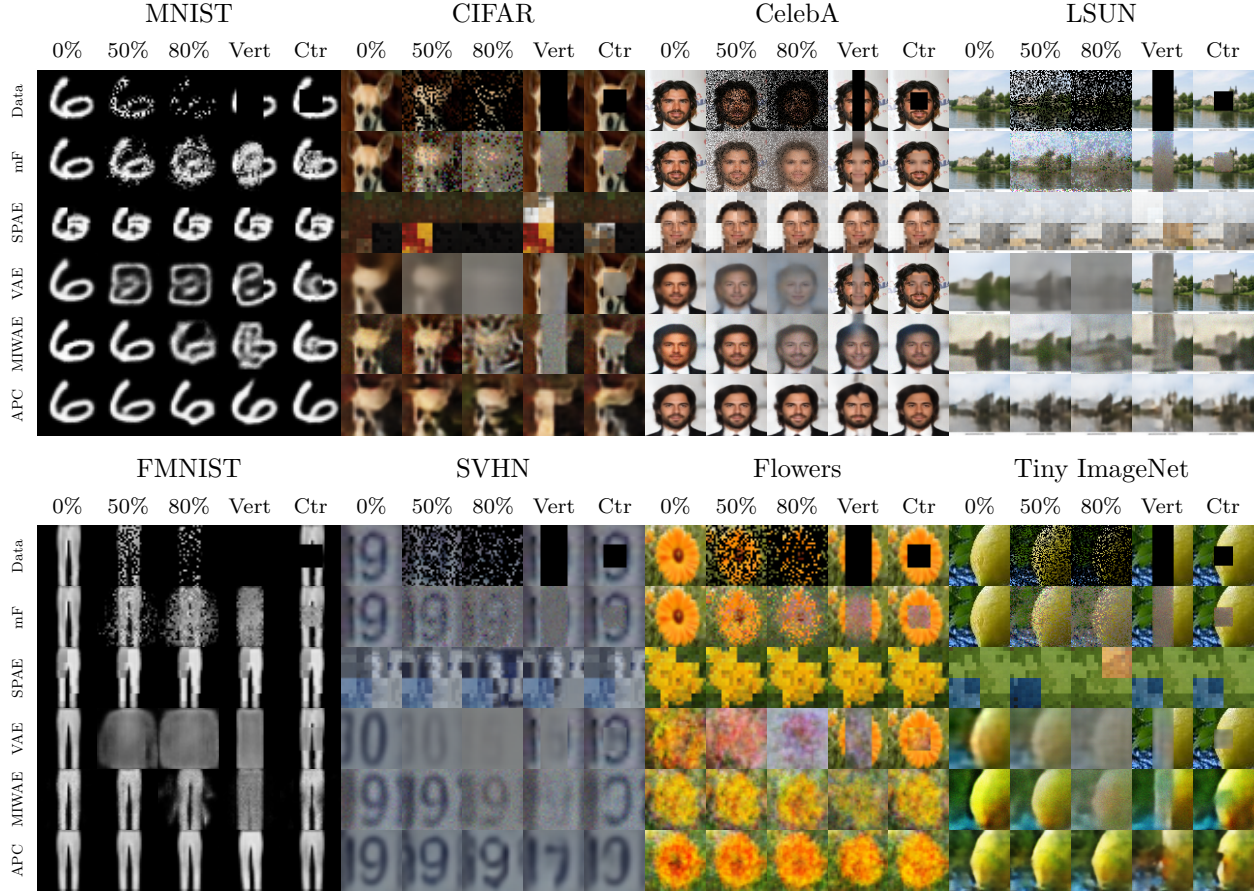 MNIST CIFAR CelebA LSUN
0% 50% 80% Vert Ctr 0% 50% 80% Vert Ctr 0% 50% 80% Vert Ctr 0% 50% 80% Vert Ctr
Data
mF
SPAE
VAE
MIWAE
APC
FMNIST SVHN Flowers Tiny ImageNet
0% 50% 80% Vert Ctr 0% 50% 80% Vert Ctr 0% 50% 80% Vert Ctr 0% 50% 80% Vert Ctr
Data
mF
SPAE
VAE
MIWAE
APC